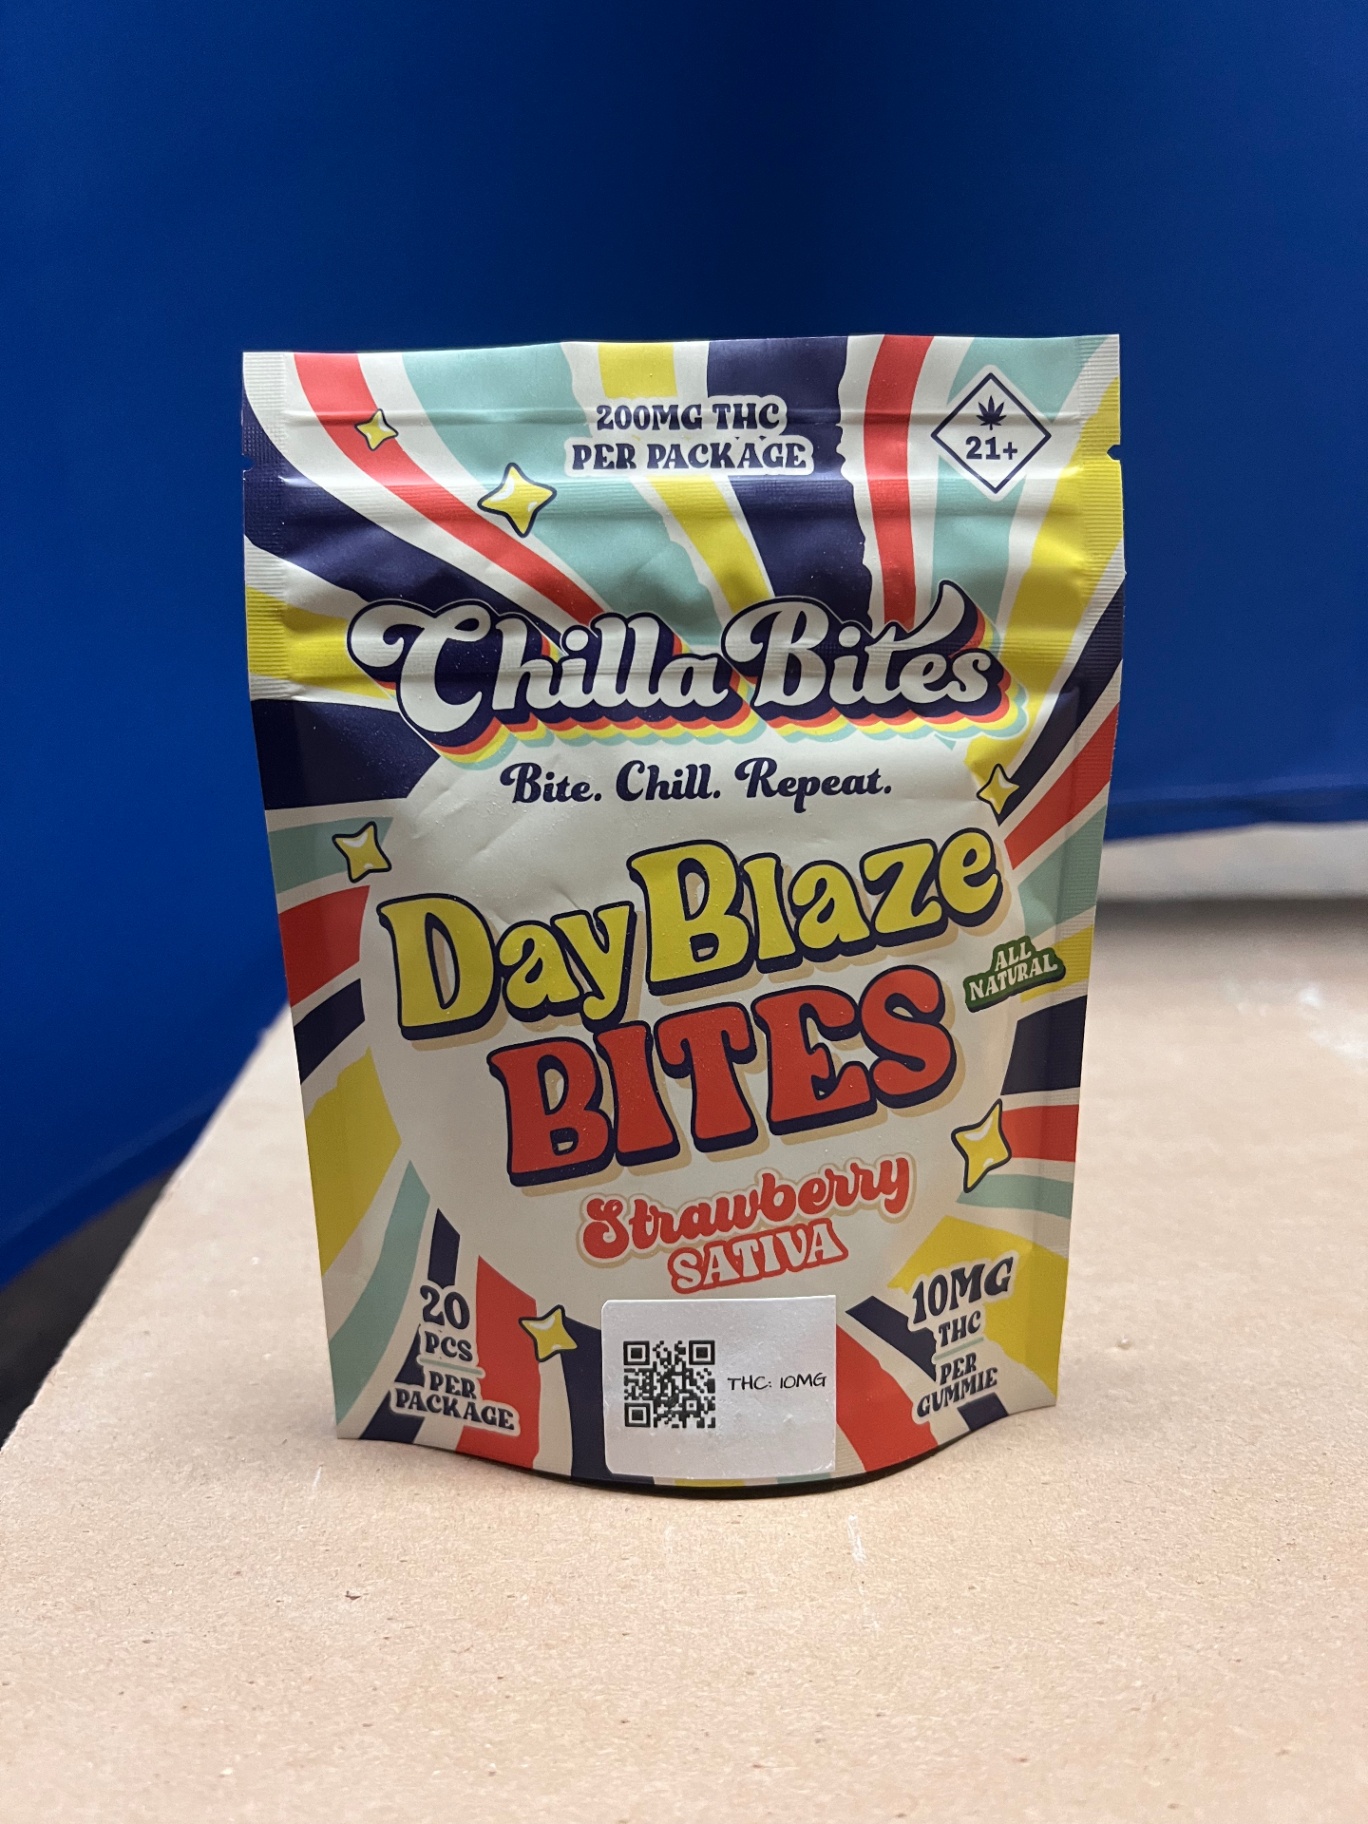 200MG THC
PER PACKAGE
21+
Chilla Bites
Bite. Chill. Repeat.
Day Blaze
BITES
ALL
NATURAL
Strawberry
SATIVA
20
PCS
PER
PACKAGE
THC: 10MG
10MG
THC
PER
GUMMIE